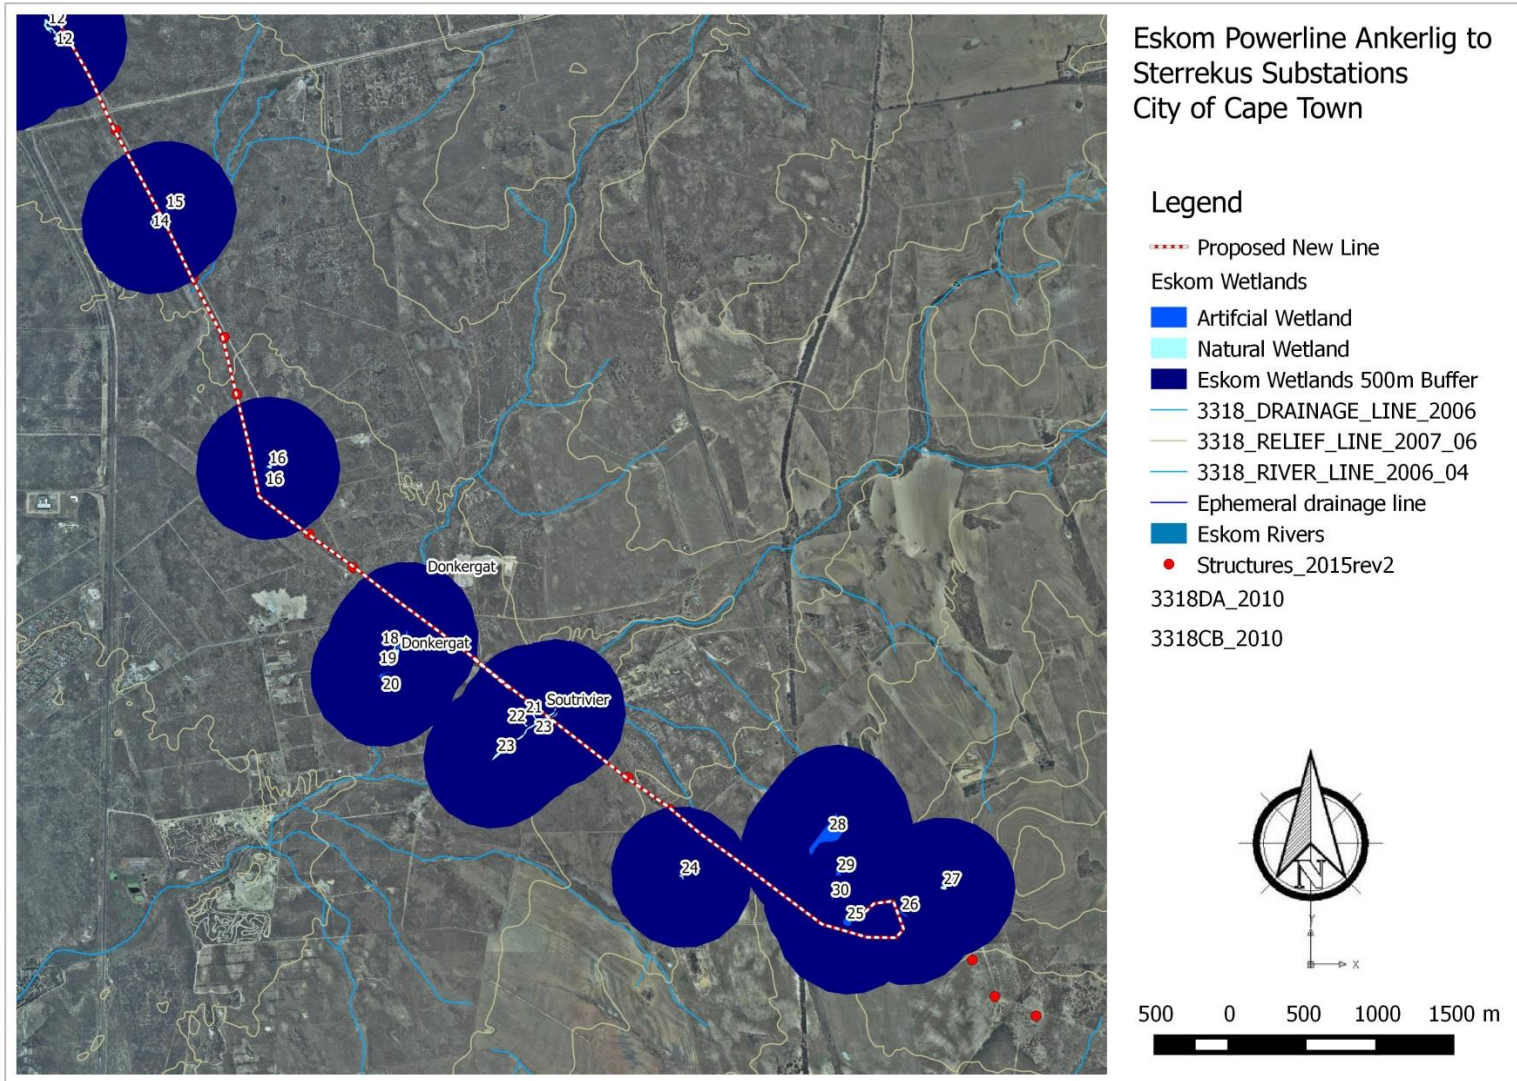 Eskom Powerline Ankerlig to
Sterrekus Substations
City of Cape Town
Legend
Proposed New Line
Eskom Wetlands
Artifcial Wetland
Natural Wetland
Eskom Wetlands 500m Buffer
3318_DRAINAGE_LINE_2006
3318_RELIEF_LINE_2007_06
3318_RIVER_LINE_2006_04
Ephemeral drainage line
Eskom Rivers
Structures_2015rev2
3318DA_2010
3318CB_2010
N
Y
X
500 0 500 1000 1500 m
12
12
15
14
16
16
Donkergat
18
Donkergat
19
20
Soutrivier
21
22
23
23
24
28
29
27
30
26
25